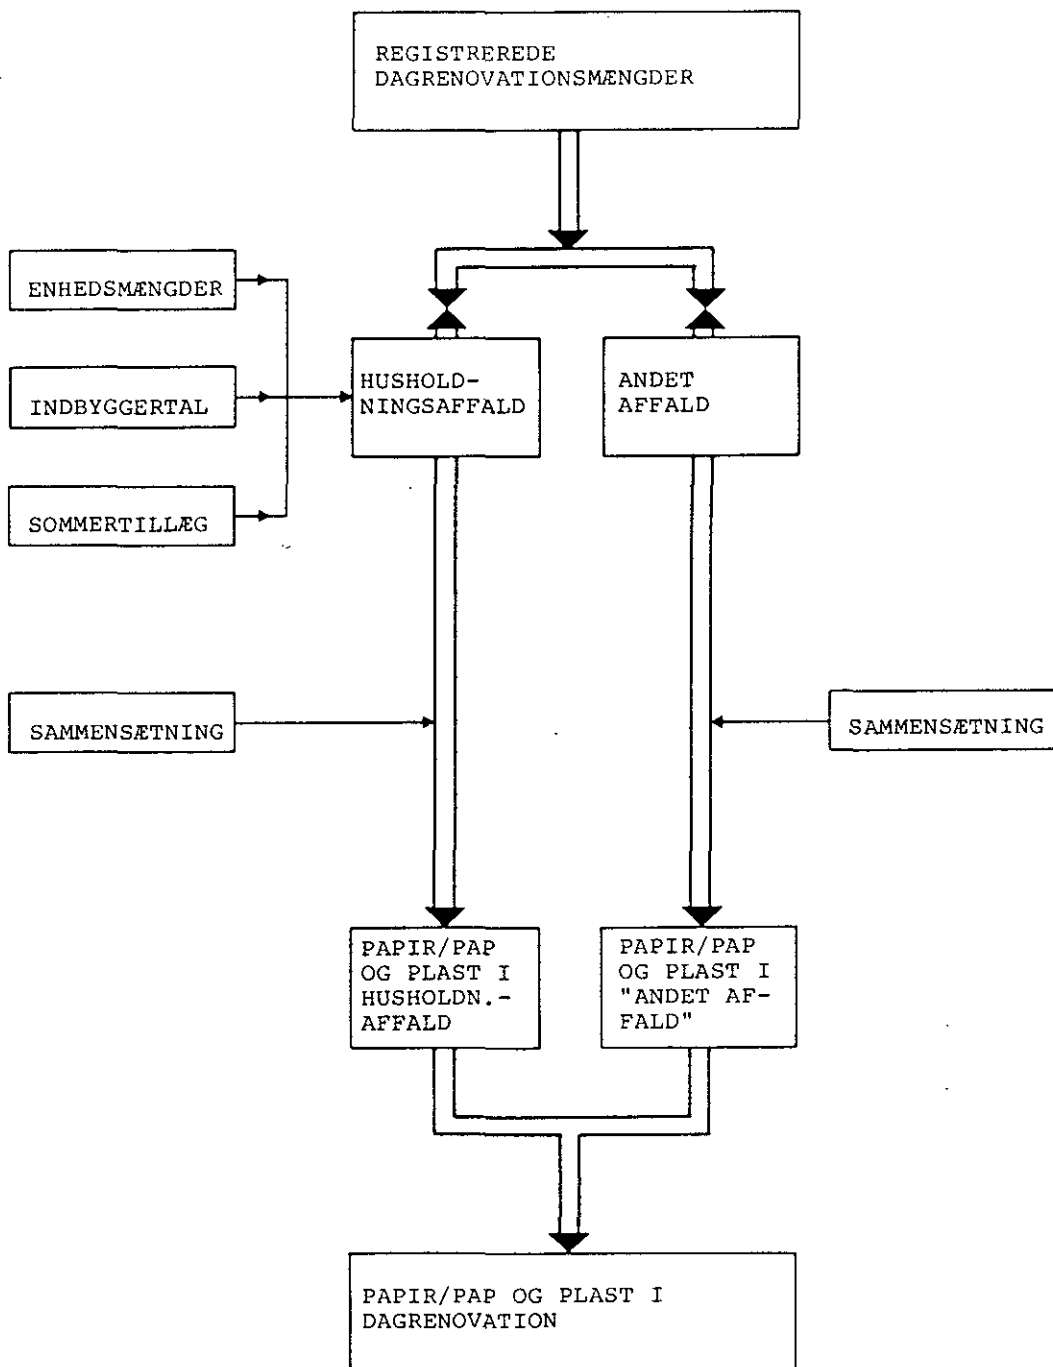 REGISTREREDE
DAGRENOVATIONSMÆNGDER
ENHEDSMÆNGDER
INDBYGGERTAL
SOMMERTILLÆG
HUSHOLD-
NINGSAFFALD
ANDET
AFFALD
SAMMENSÆTNING
SAMMENSÆTNING
PAPIR/PAP
OG PLAST I
HUSHOLDN.-
AFFALD
PAPIR/PAP
OG PLAST I
"ANDET AF-
FALD"
PAPIR/PAP OG PLAST I
DAGRENOVATION